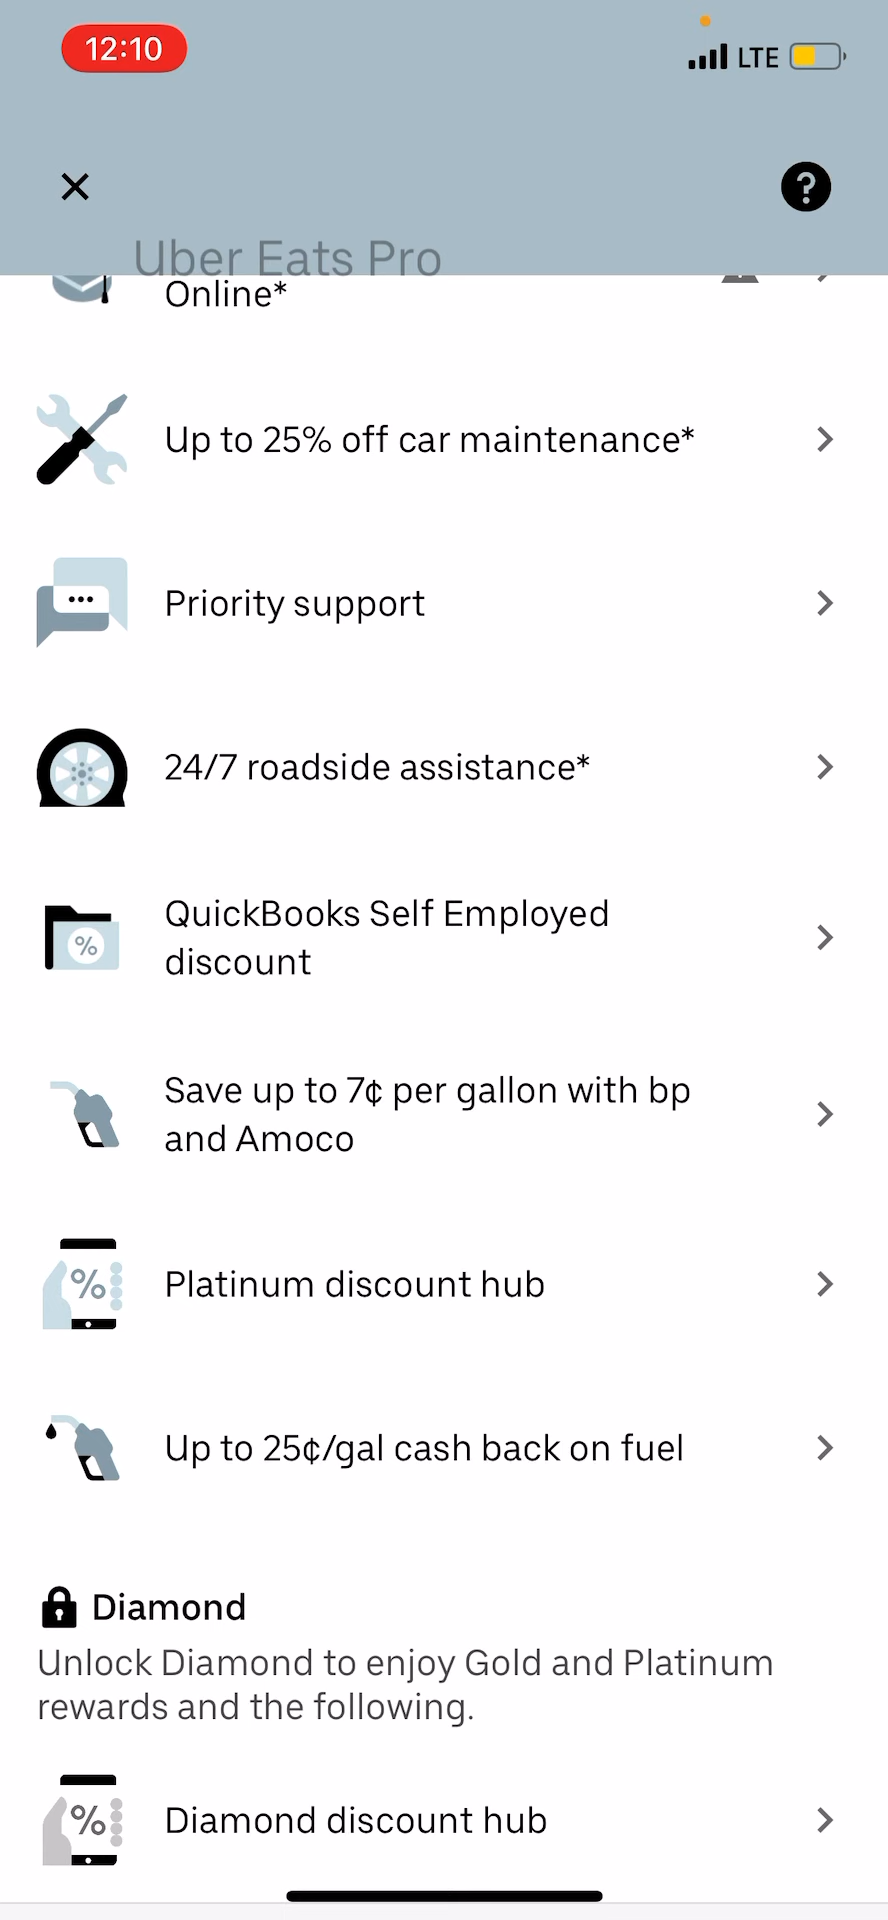 12:10
LTE
Uber Eats Pro
Online*
Up to 25% off car maintenance*
Priority support
24/7 roadside assistance*
QuickBooks Self Employed
discount
Save up to 7¢ per gallon with bp
and Amoco
Platinum discount hub
Up to 25¢/gal cash back on fuel
Diamond
Unlock Diamond to enjoy Gold and Platinum
rewards and the following.
Diamond discount hub